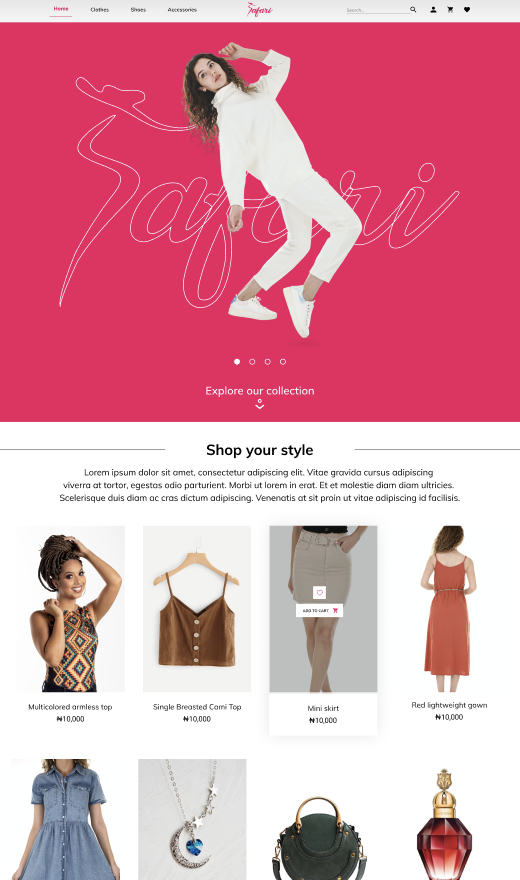 Home
Clothes
Shoes
Accessories
Safari
Search...
Safari
Explore our collection
Shop your style
Lorem ipsum dolor sit amet, consectetur adipiscing elit. Vitae gravida cursus adipiscing
viverra at tortor, egestas odio parturient. Morbi ut lorem in erat. Et et molestie diam diam ultricies.
Scelerisque duis diam ac cras dictum adipiscing. Venenatis at sit proin ut vitae adipiscing id facilisis.
ADD TO CART
Multicolored armless top
₦10,000
Single Breasted Cami Top
₦10,000
Mini skirt
₦10,000
Red lightweight gown
₦10,000